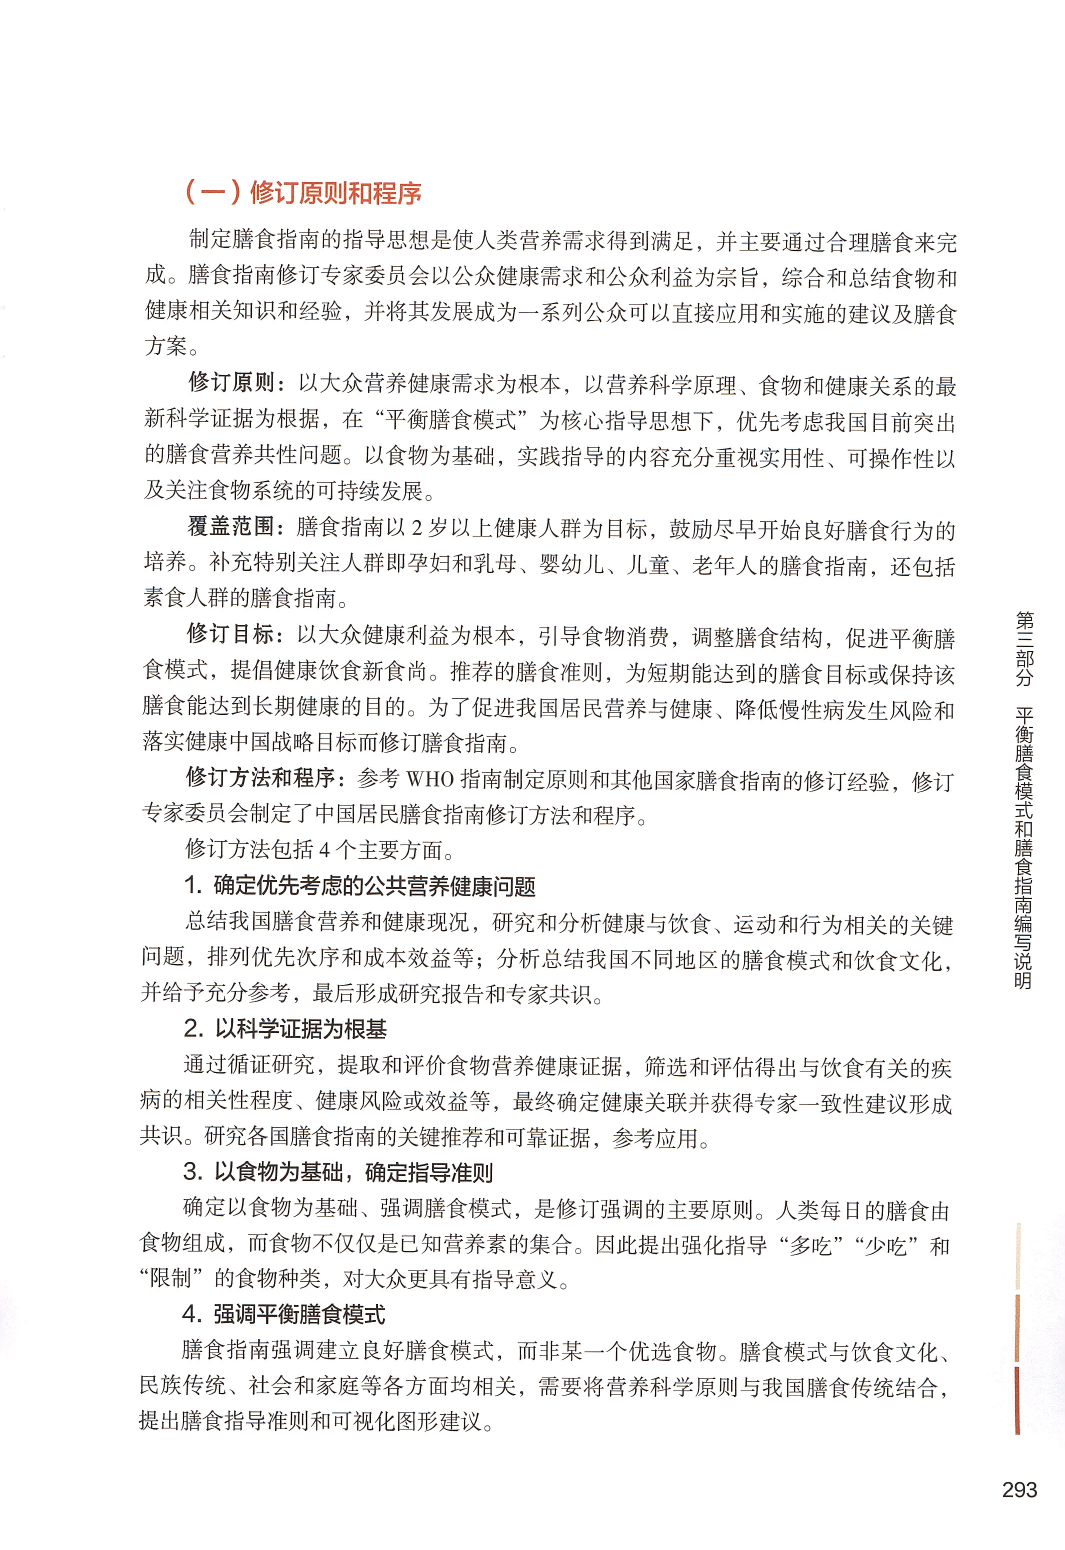 （一）修订原则和程序
制定膳食指南的指导思想是使人类营养需求得到满足，并主要通过合理膳食来完
成。膳食指南修订专家委员会以公众健康需求和公众利益为宗旨，综合和总结食物和
健康相关知识和经验，并将其发展成为一系列公众可以直接应用和实施的建议及膳食
方案。
修订原则：以大众营养健康需求为根本，以营养科学原理、食物和健康关系的最
新科学证据为根据，在“平衡膳食模式”为核心指导思想下，优先考虑我国目前突出
的膳食营养共性问题。以食物为基础，实践指导的内容充分重视实用性、可操作性以
及关注食物系统的可持续发展。
覆盖范围：膳食指南以 2 岁以上健康人群为目标，鼓励尽早开始良好膳食行为的
培养。补充特别关注人群即孕妇和乳母、婴幼儿、儿童、老年人的膳食指南，还包括
素食人群的膳食指南。
修订目标：以大众健康利益为根本，引导食物消费，调整膳食结构，促进平衡膳
食模式，提倡健康饮食新食尚。推荐的膳食准则，为短期能达到的膳食目标或保持该
膳食能达到长期健康的目的。为了促进我国居民营养与健康、降低慢性病发生风险和
落实健康中国战略目标而修订膳食指南。
修订方法和程序：参考 WHO 指南制定原则和其他国家膳食指南的修订经验，修订
专家委员会制定了中国居民膳食指南修订方法和程序。
修订方法包括 4 个主要方面。
1. 确定优先考虑的公共营养健康问题
总结我国膳食营养和健康现况，研究和分析健康与饮食、运动和行为相关的关键
问题，排列优先次序和成本效益等；分析总结我国不同地区的膳食模式和饮食文化，
并给予充分参考，最后形成研究报告和专家共识。
2. 以科学证据为根基
通过循证研究，提取和评价食物营养健康证据，筛选和评估得出与饮食有关的疾
病的相关性程度、健康风险或效益等，最终确定健康关联并获得专家一致性建议形成
共识。研究各国膳食指南的关键推荐和可靠证据，参考应用。
3. 以食物为基础，确定指导准则
确定以食物为基础、强调膳食模式，是修订强调的主要原则。人类每日的膳食由
食物组成，而食物不仅仅是已知营养素的集合。因此提出强化指导“多吃”“少吃”和
“限制”的食物种类，对大众更具有指导意义。
4. 强调平衡膳食模式
膳食指南强调建立良好膳食模式，而非某一个优选食物。膳食模式与饮食文化、
民族传统、社会和家庭等各方面均相关，需要将营养科学原则与我国膳食传统结合，
提出膳食指导准则和可视化图形建议。
第三部分 平衡膳食模式和膳食指南编写说明
293